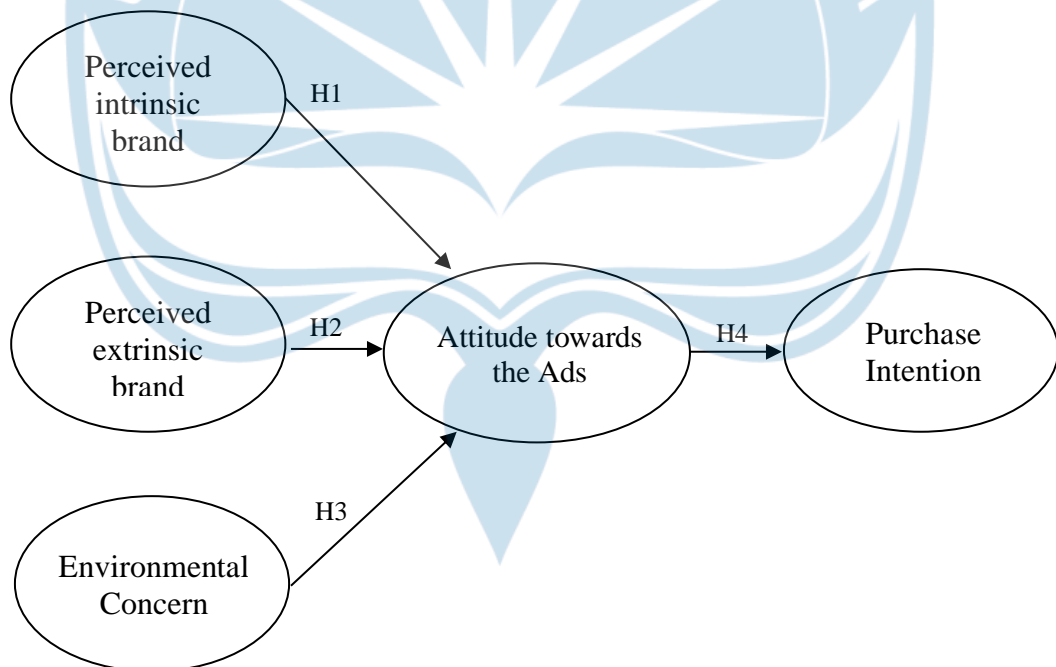 Perceived
intrinsic
brand
H1
Perceived
extrinsic
brand
H2
Attitude towards
the Ads
H4
Purchase
Intention
H3
Environmental
Concern